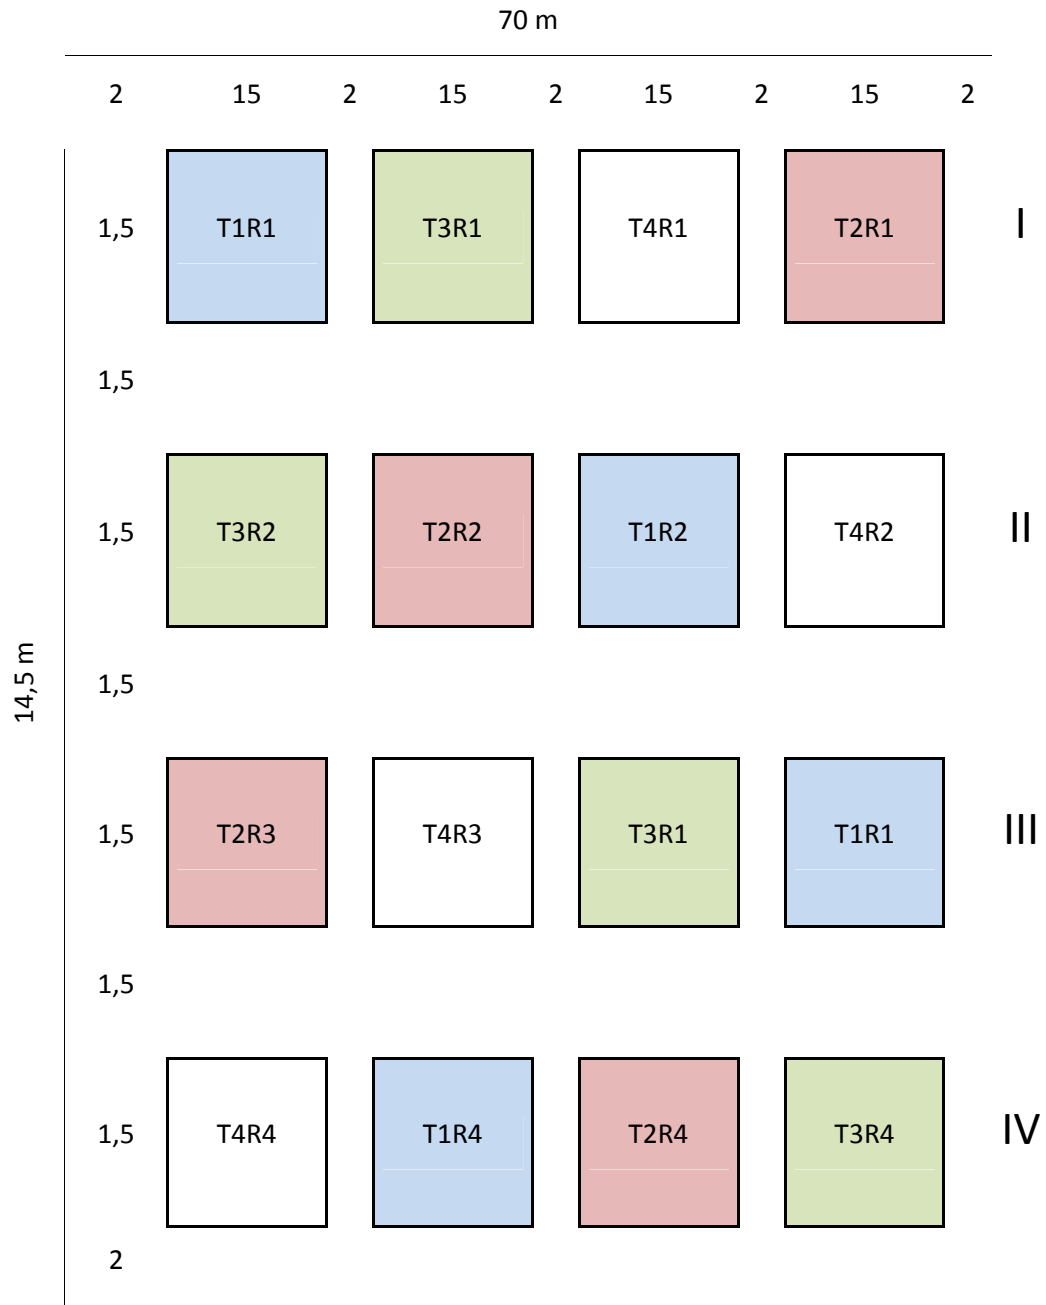 70 m
2 15 2 15 2 15 2 15 2
1,5 T1R1 T3R1 T4R1 T2R1 I
1,5
1,5 T3R2 T2R2 T1R2 T4R2 II
14,5 m
1,5
1,5 T2R3 T4R3 T3R1 T1R1 III
1,5
1,5 T4R4 T1R4 T2R4 T3R4 IV
2